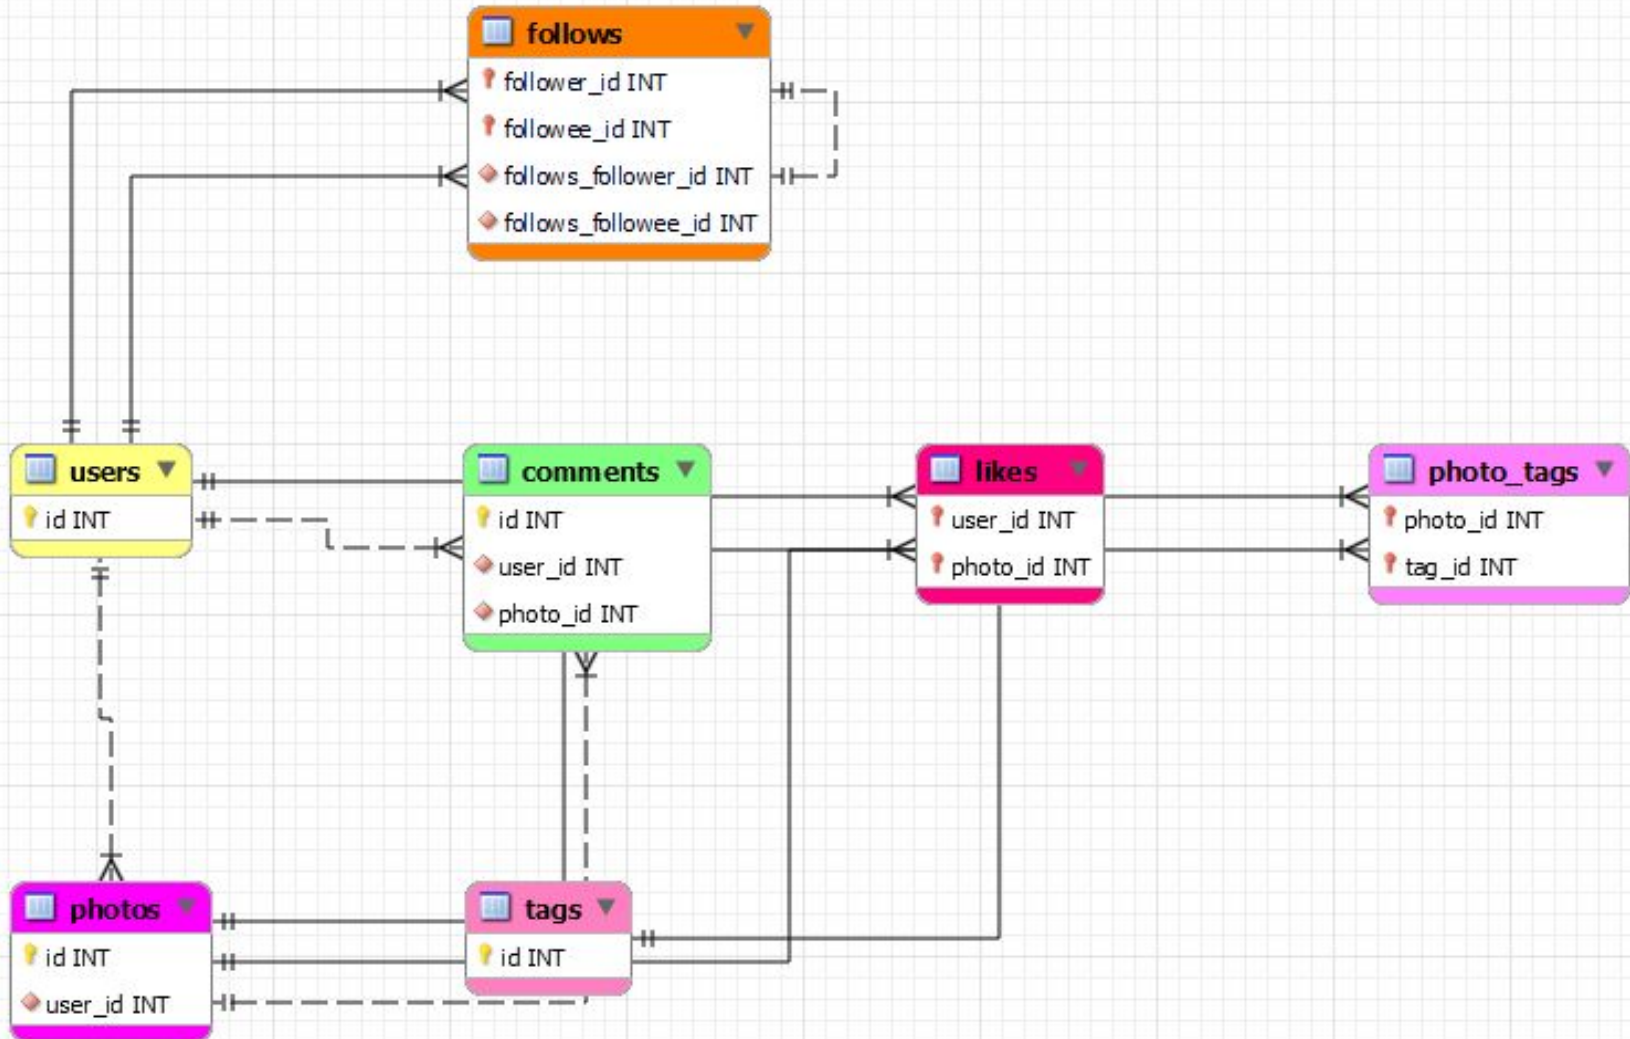 follows
follower_id INT
followee_id INT
follows_follower_id INT
follows_followee_id INT
users
id INT
comments
id INT
user_id INT
photo_id INT
likes
user_id INT
photo_id INT
photo_tags
photo_id INT
tag_id INT
photos
id INT
user_id INT
tags
id INT